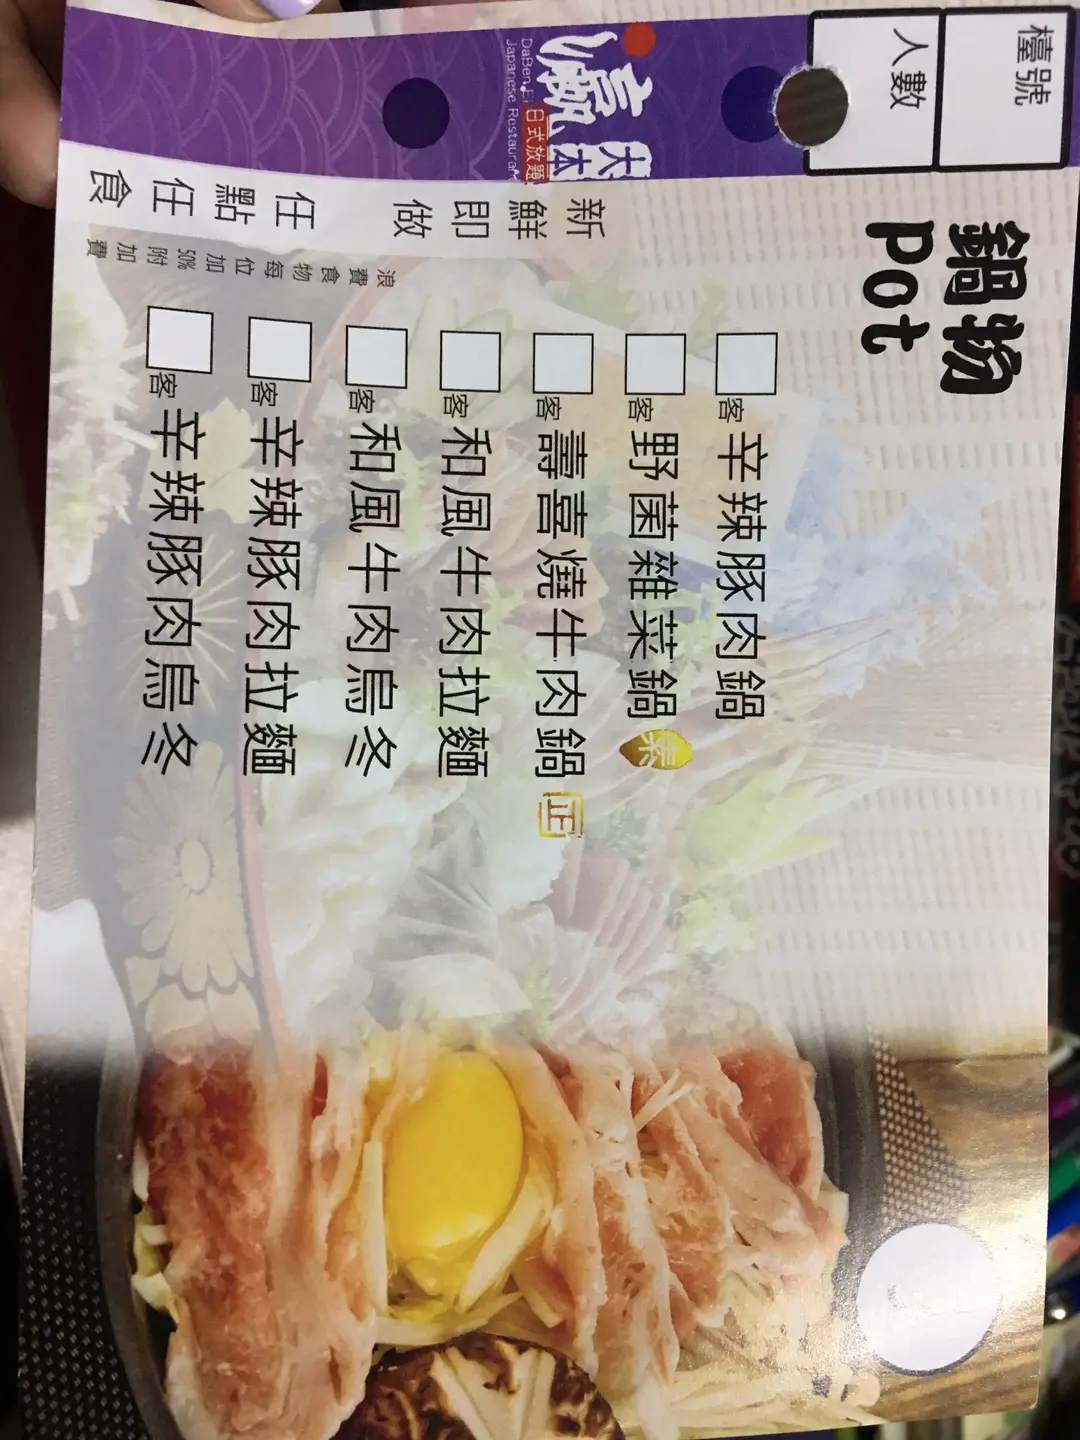 檯號
人數
瀛
大本
日式放題
DaBen Ei
Japanese Restaurant
鍋物
pot
新鮮即做 任點任食
浪費食物每位加50%附加費
客 辛辣豚肉鍋
客 野菌雜菜鍋 素
客 壽喜燒牛肉鍋 正
客 和風牛肉拉麵
客 和風牛肉烏冬
客 辛辣豚肉拉麵
客 辛辣豚肉烏冬